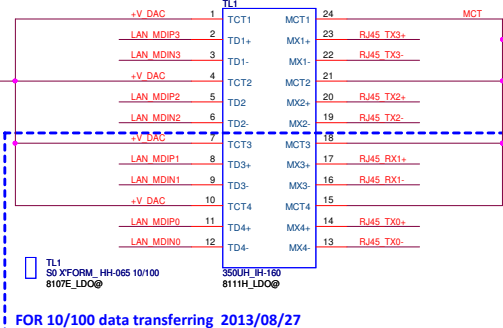 TL1
+V_DAC 1 TCT1 MCT1 24 MCT
LAN_MDIP3 2 TD1+ MX1+ 23 RJ45_TX3+
LAN_MDIN3 3 TD1- MX1- 22 RJ45_TX3-
+V_DAC 4 TCT2 MCT2 21
LAN_MDIP2 5 TD2 MX2+ 20 RJ45_TX2+
LAN_MDIN2 6 TD2- MX2- 19 RJ45_TX2-
+V_DAC 7 TCT3 MCT3 18
LAN_MDIP1 8 TD3+ MX3+ 17 RJ45_RX1+
LAN_MDIN1 9 TD3- MX3- 16 RJ45_RX1-
+V_DAC 10 TCT4 MCT4 15
LAN_MDIP0 11 TD4+ MX4+ 14 RJ45_TX0+
LAN_MDIN0 12 TD4- MX4- 13 RJ45_TX0-
TL1
S0 X'FORM_ HH-065 10/100
8107E_LDO@
350UH_IH-160
8111H_LDO@
FOR 10/100 data transferring 2013/08/27